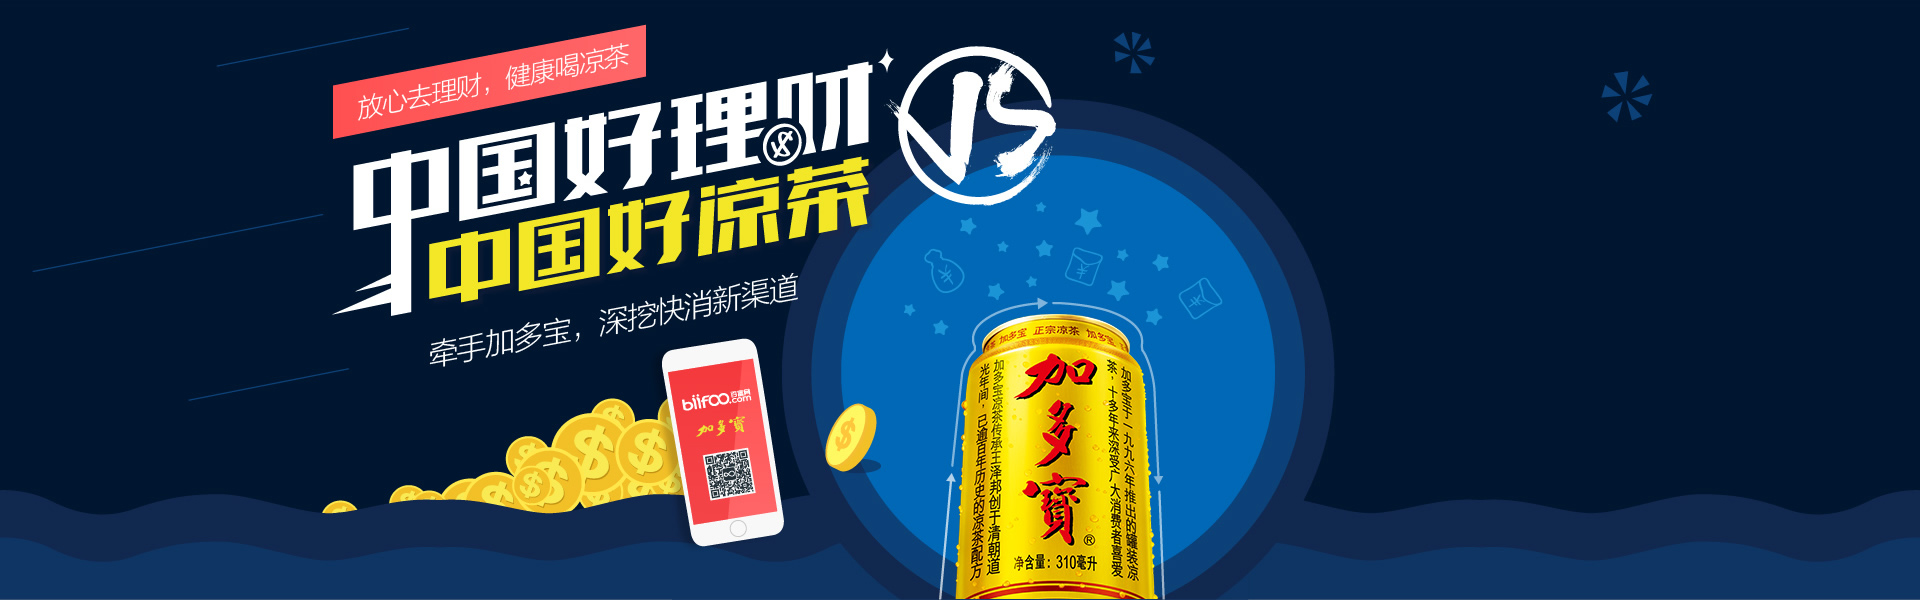 放心去理财，健康喝凉茶
中国好理财
VS
中国好凉茶
牵手加多宝，深挖快消新渠道
biifoo
.com
加多寶
加多宝 正宗凉茶 加多宝
加多寶
®
加多宝于一九九六年推出的罐装凉
茶，十多年来深受广大消费者喜爱
加多宝凉茶传承王泽邦创于清朝道
光年间，已逾百年历史的凉茶配方
净含量：310毫升